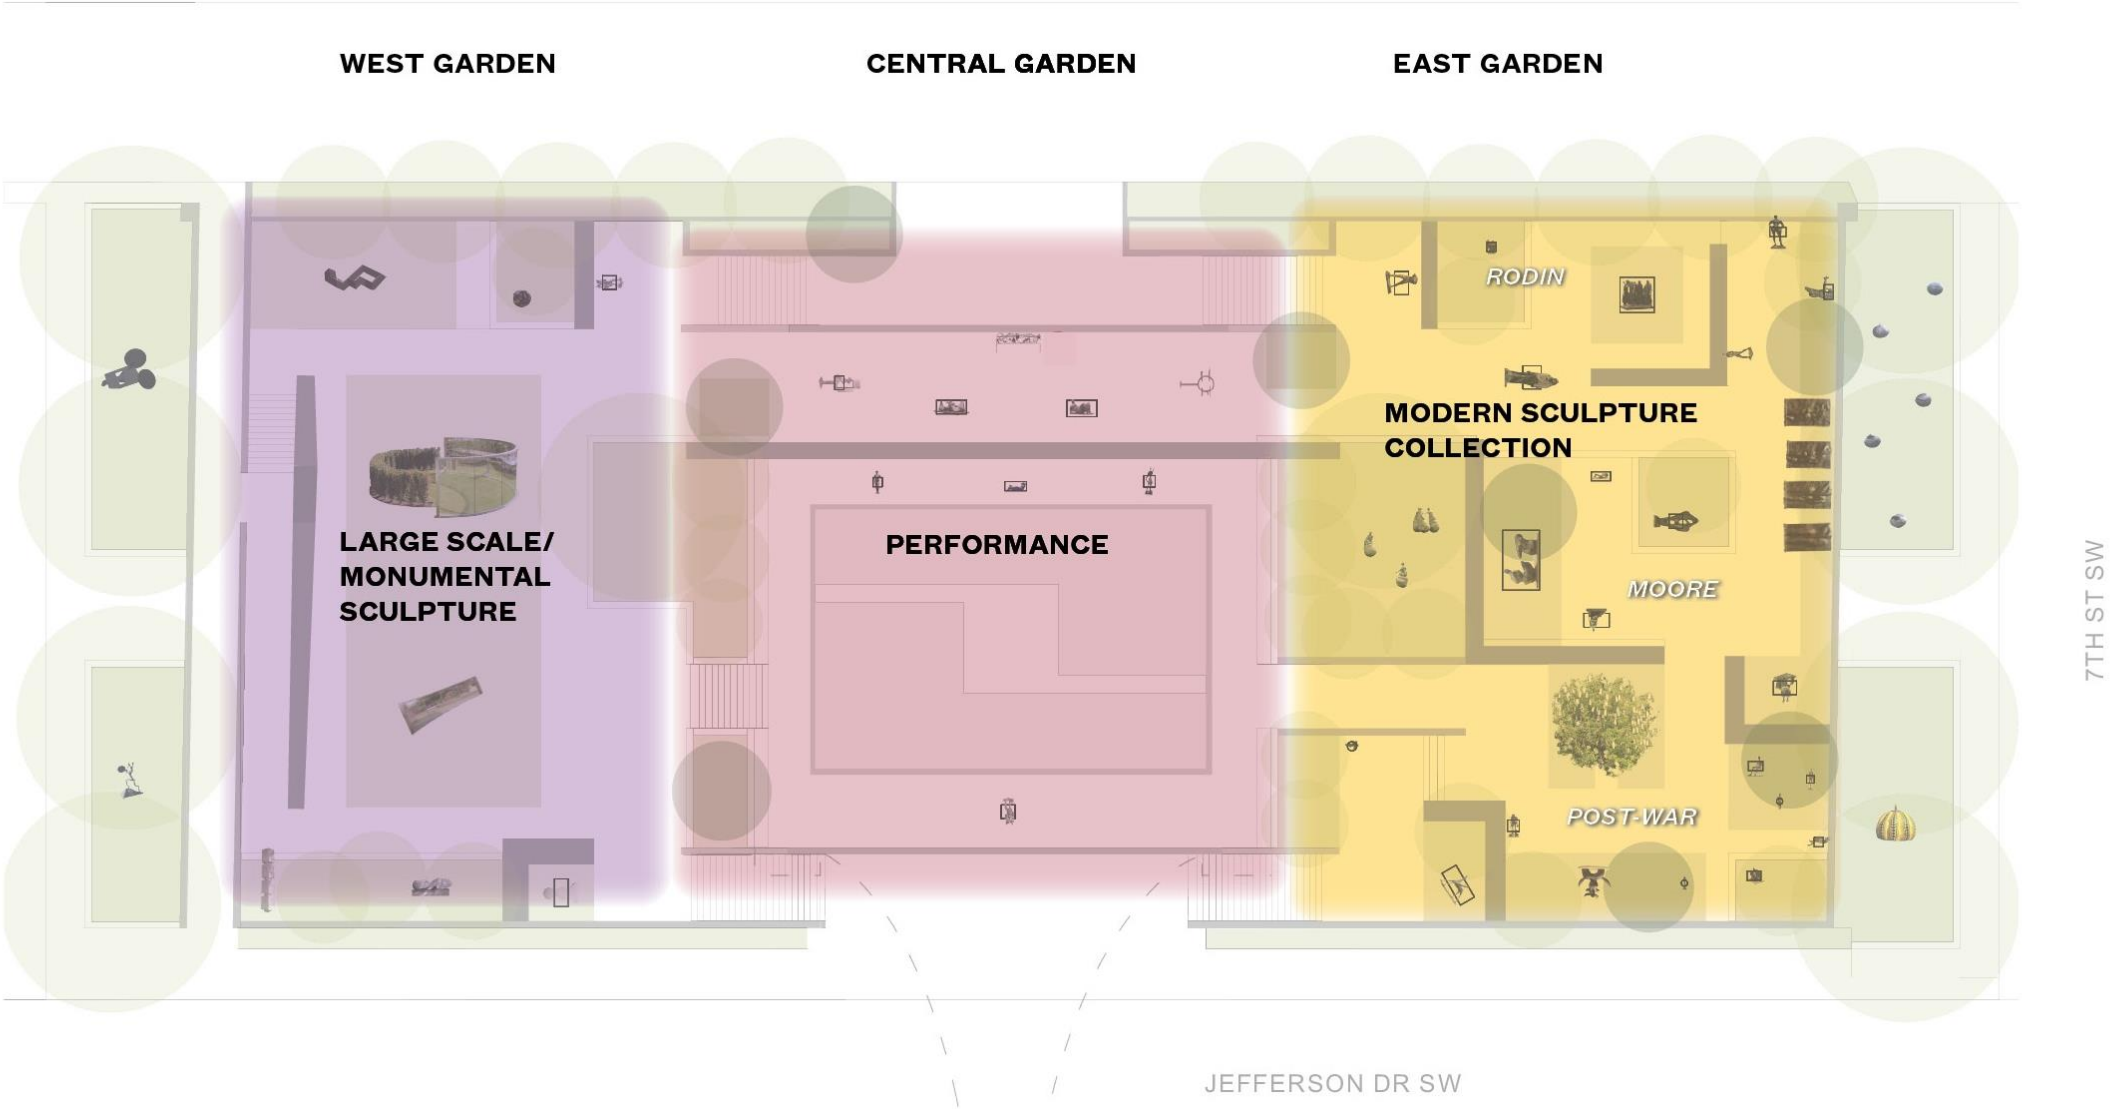 WEST GARDEN
CENTRAL GARDEN
EAST GARDEN
RODIN
MODERN SCULPTURE
COLLECTION
LARGE SCALE/
MONUMENTAL
SCULPTURE
PERFORMANCE
MOORE
POST-WAR
7TH ST SW
JEFFERSON DR SW